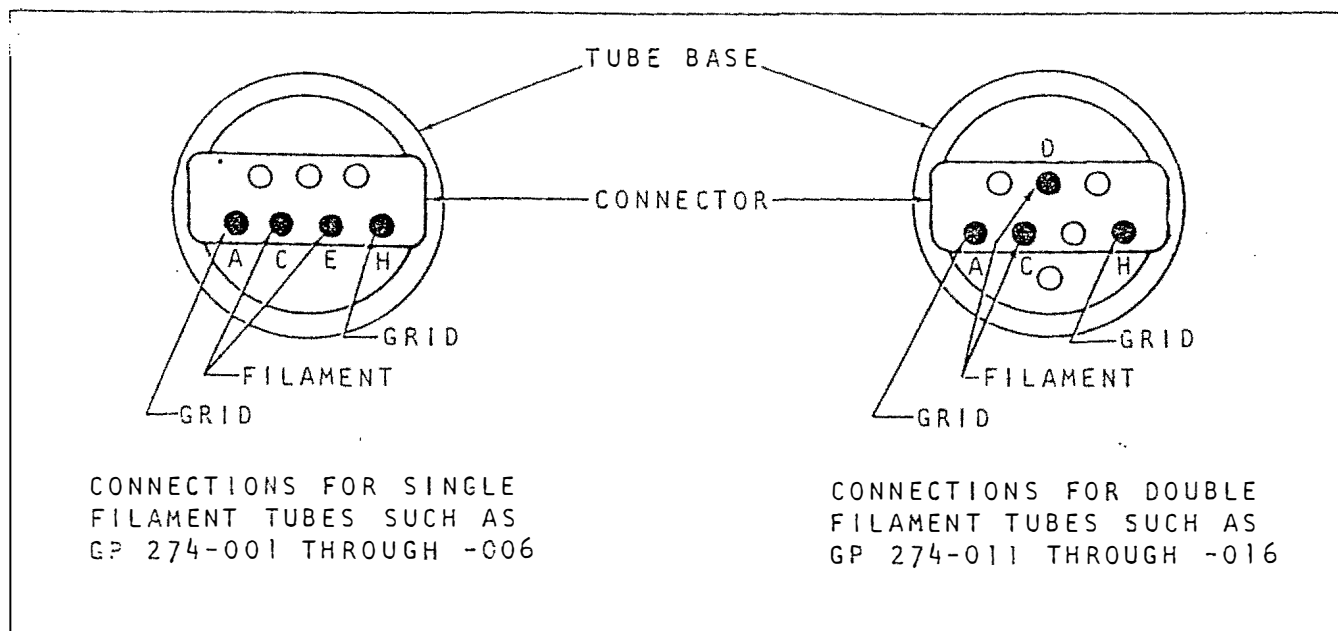 TUBE BASE
D
CONNECTOR
A C E H
A C H
GRID
GRID
FILAMENT
FILAMENT
GRID
GRID
CONNECTIONS FOR SINGLE
FILAMENT TUBES SUCH AS
GP 274-001 THROUGH -006
CONNECTIONS FOR DOUBLE
FILAMENT TUBES SUCH AS
GP 274-011 THROUGH -016